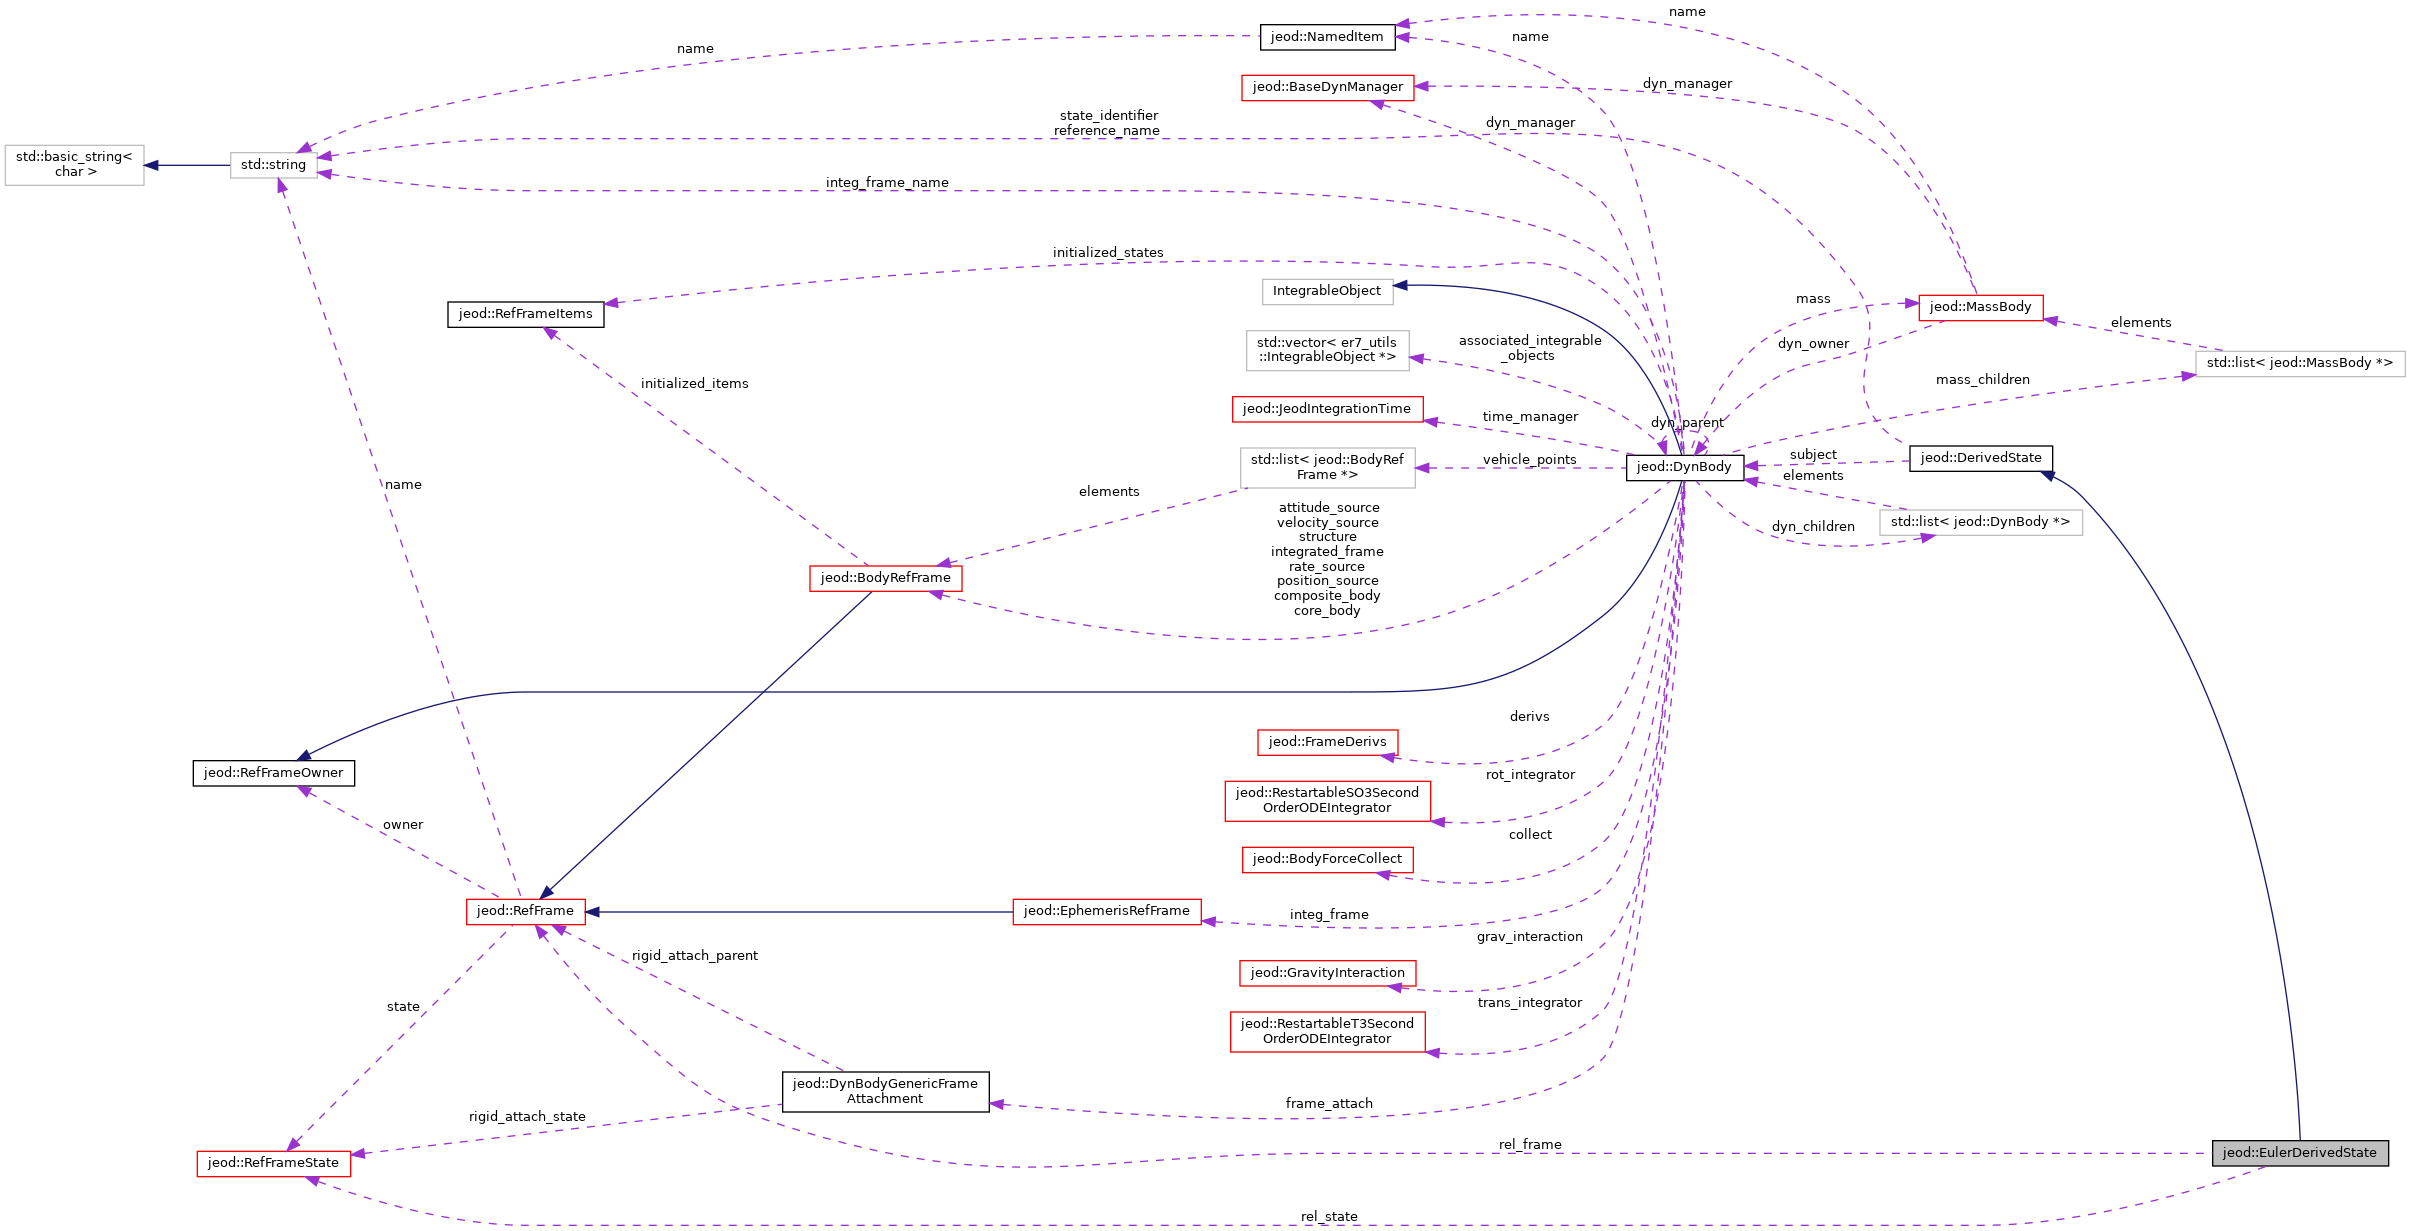 name
jeod::NamedItem
name
name
jeod::BaseDynManager
dyn_manager
state_identifier
reference_name
dyn_manager
std::basic_string<
char >
std::string
integ_frame_name
initialized_states
IntegrableObject
jeod::RefFrameItems
mass
jeod::MassBody
elements
std::vector< er7_utils
::IntegrableObject *>
associated_integrable
_objects
dyn_owner
std::list< jeod::MassBody *>
initialized_items
mass_children
jeod::JeodIntegrationTime
time_manager
dyn_parent
std::list< jeod::BodyRef
Frame *>
vehicle_points
jeod::DynBody
subject
jeod::DerivedState
elements
name
elements
std::list< jeod::DynBody *>
dyn_children
attitude_source
velocity_source
structure
integrated_frame
rate_source
position_source
composite_body
core_body
jeod::BodyRefFrame
derivs
jeod::FrameDerivs
jeod::RefFrameOwner
rot_integrator
jeod::RestartableSO3Second
OrderODEIntegrator
owner
collect
jeod::BodyForceCollect
jeod::RefFrame
jeod::EphemerisRefFrame
integ_frame
grav_interaction
rigid_attach_parent
jeod::GravityInteraction
state
trans_integrator
jeod::RestartableT3Second
OrderODEIntegrator
jeod::DynBodyGenericFrame
Attachment
frame_attach
rigid_attach_state
rel_frame
jeod::EulerDerivedState
jeod::RefFrameState
rel_state